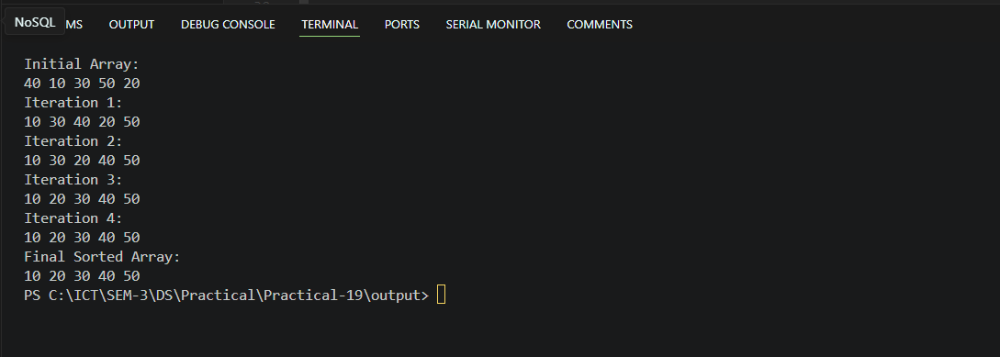 NoSQL MS OUTPUT DEBUG CONSOLE TERMINAL PORTS SERIAL MONITOR COMMENTS
Initial Array:
40 10 30 50 20
Iteration 1:
10 30 40 20 50
Iteration 2:
10 30 20 40 50
Iteration 3:
10 20 30 40 50
Iteration 4:
10 20 30 40 50
Final Sorted Array:
10 20 30 40 50
PS C:\ICT\SEM-3\DS\Practical\Practical-19\output>